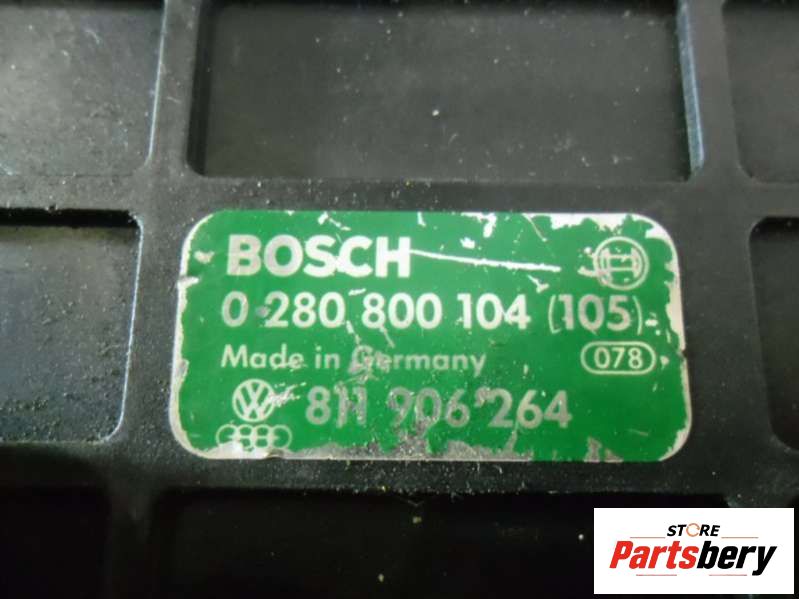 BOSCH
0 280 800 104 (105)
Made in Germany
078
811 906 264
STORE
Partsbery